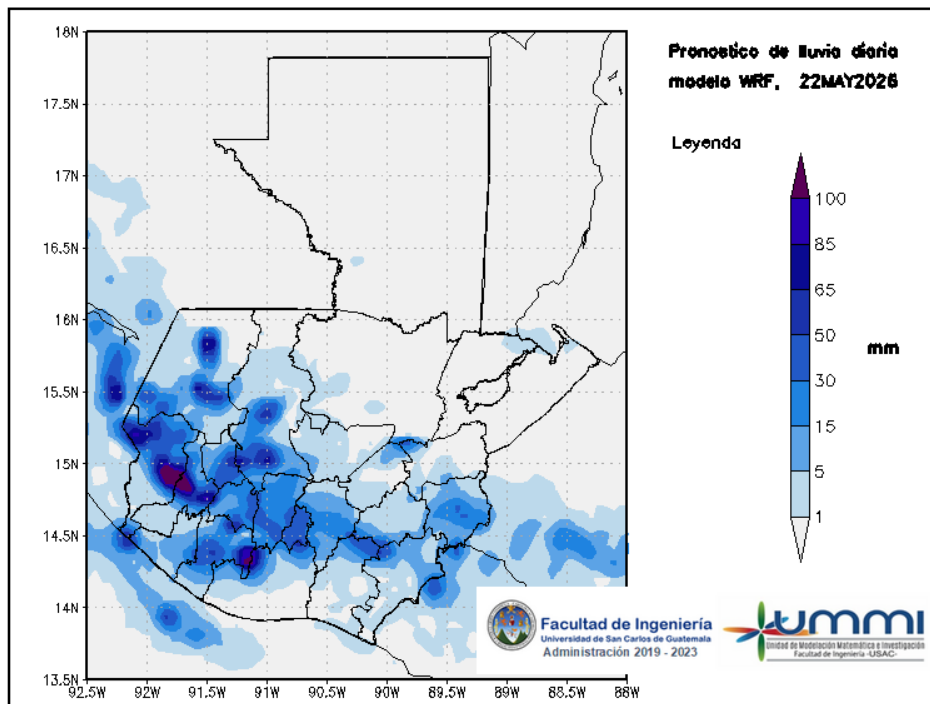 Pronostico de lluvia diaria
modelo WRF, 22MAY2026
Leyenda
100
85
65
50
30
15
5
1
mm
18N
17.5N
17N
16.5N
16N
15.5N
15N
14.5N
14N
13.5N
92.5W 92W 91.5W 91W 90.5W 90W 89.5W 89W 88.5W 88W
Facultad de Ingeniería
Universidad de San Carlos de Guatemala
Administración 2019 - 2023
UMMI
Unidad de Modelación Matemática e Investigación
Facultad de Ingeniería -USAC-